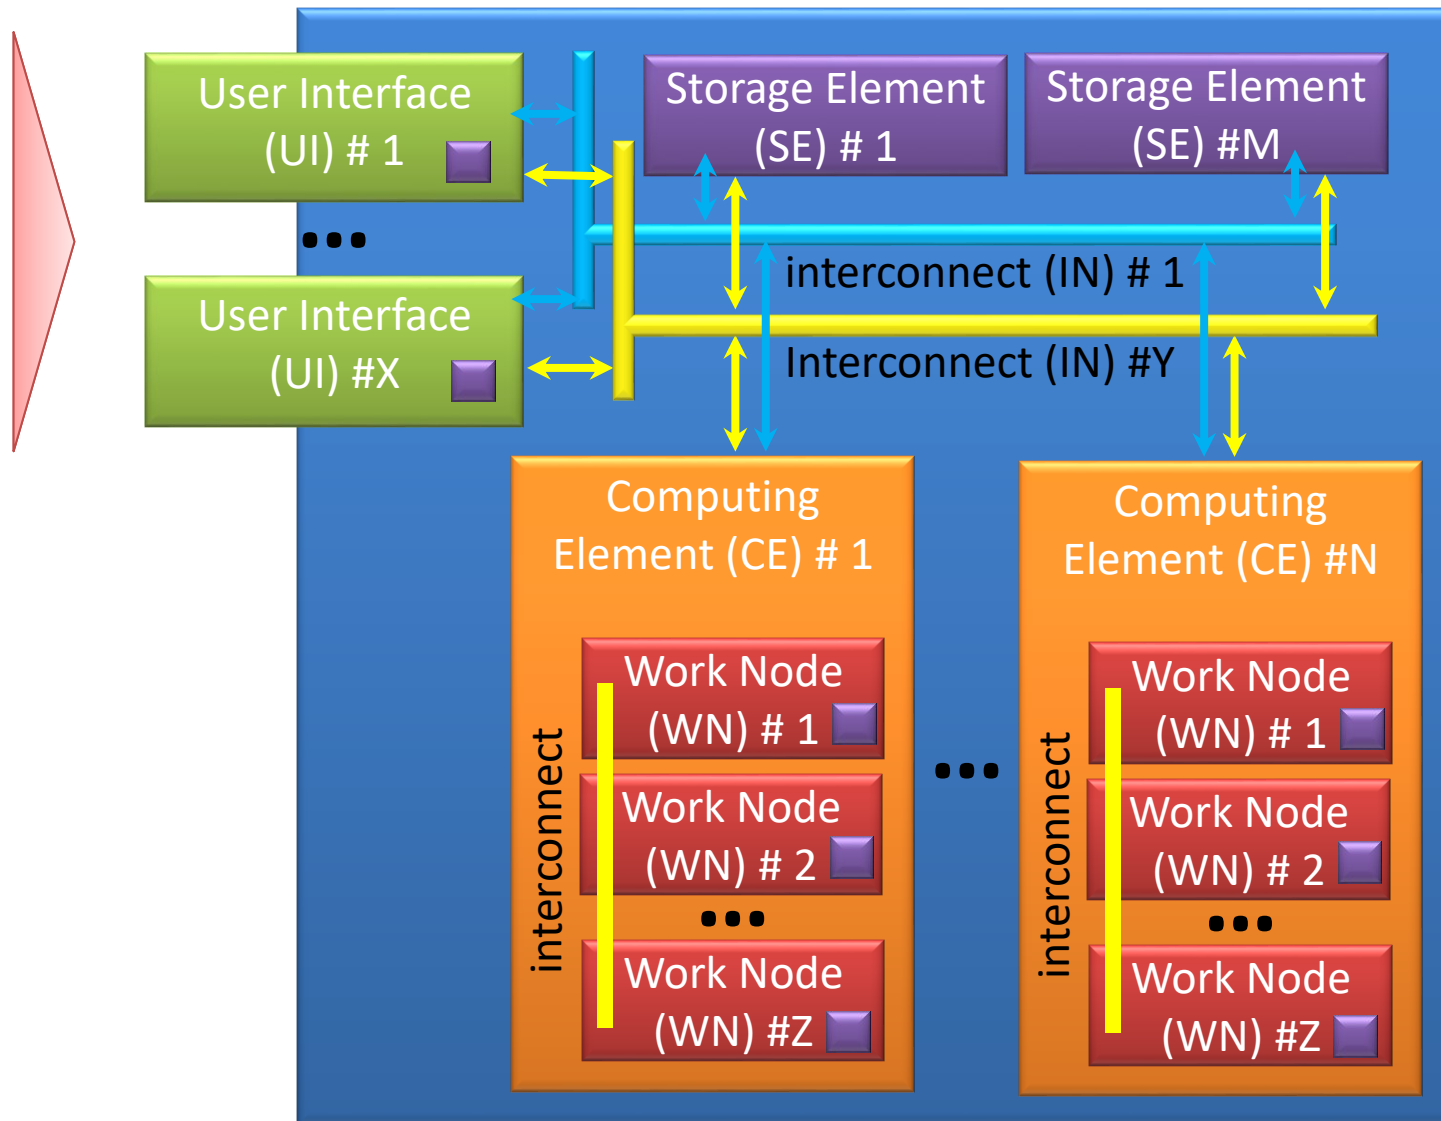 User Interface
(UI) # 1
...
User Interface
(UI) #X
Storage Element
(SE) # 1
Storage Element
(SE) #M
interconnect (IN) # 1
Interconnect (IN) #Y
Computing
Element (CE) # 1
interconnect
Work Node
(WN) # 1
Work Node
(WN) # 2
...
Work Node
(WN) #Z
...
Computing
Element (CE) #N
interconnect
Work Node
(WN) # 1
Work Node
(WN) # 2
...
Work Node
(WN) #Z